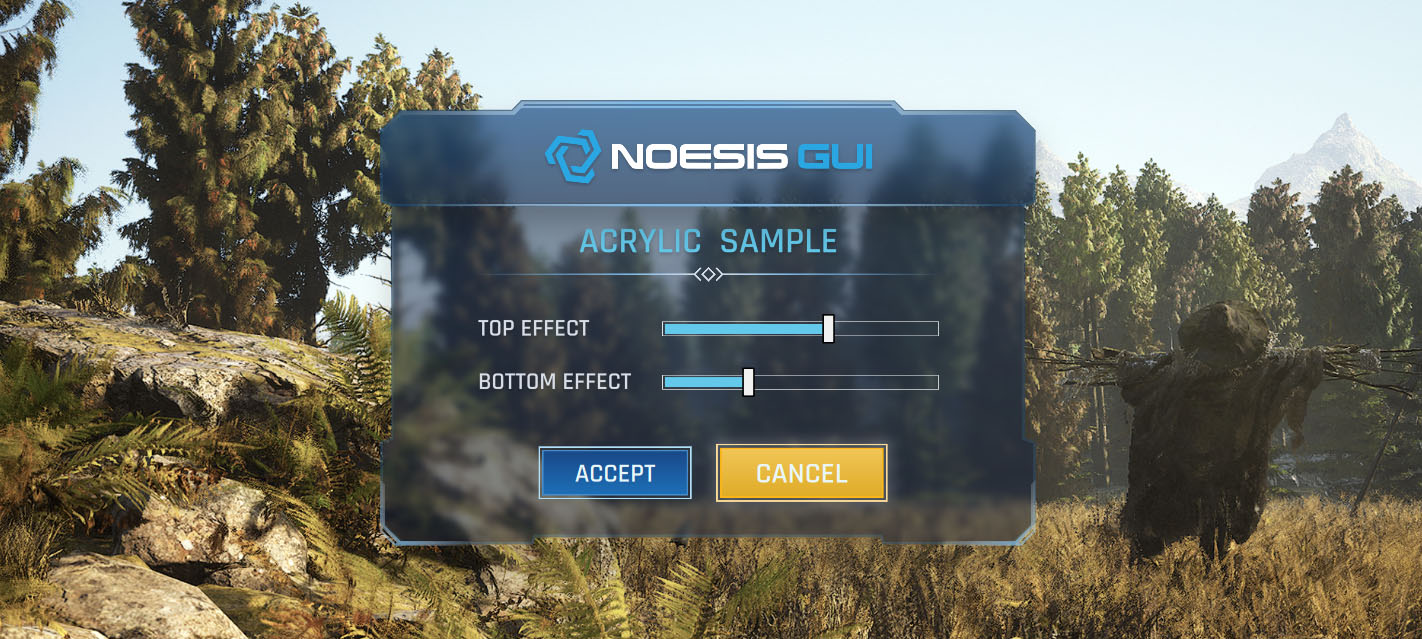 NOESIS GUI
ACRYLIC SAMPLE
TOP EFFECT
BOTTOM EFFECT
ACCEPT CANCEL